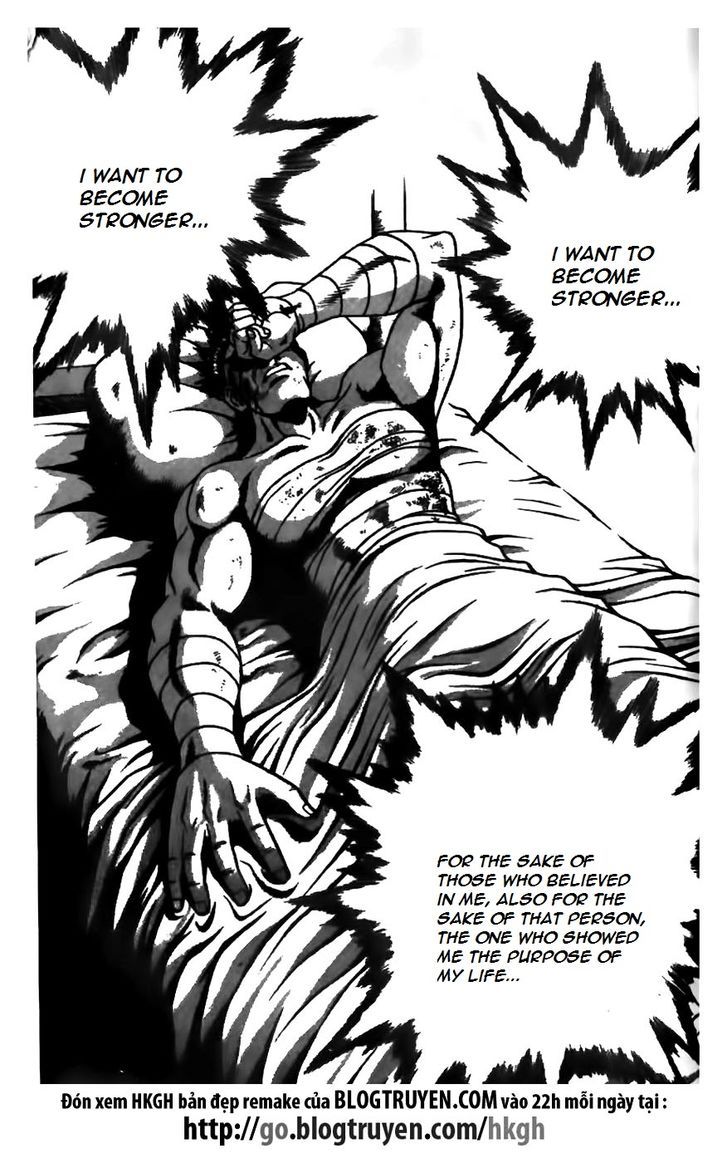 I WANT TO
BECOME
STRONGER...
I WANT TO
BECOME
STRONGER...
FOR THE SAKE OF
THOSE WHO BELIEVED
IN ME, ALSO FOR THE
SAKE OF THAT PERSON,
THE ONE WHO SHOWED
ME THE PURPOSE OF
MY LIFE...
Đón xem HKGH bản đẹp remake của BLOGTRUYEN.COM vào 22h mỗi ngày tại :
http://go.blogtruyen.com/hkgh